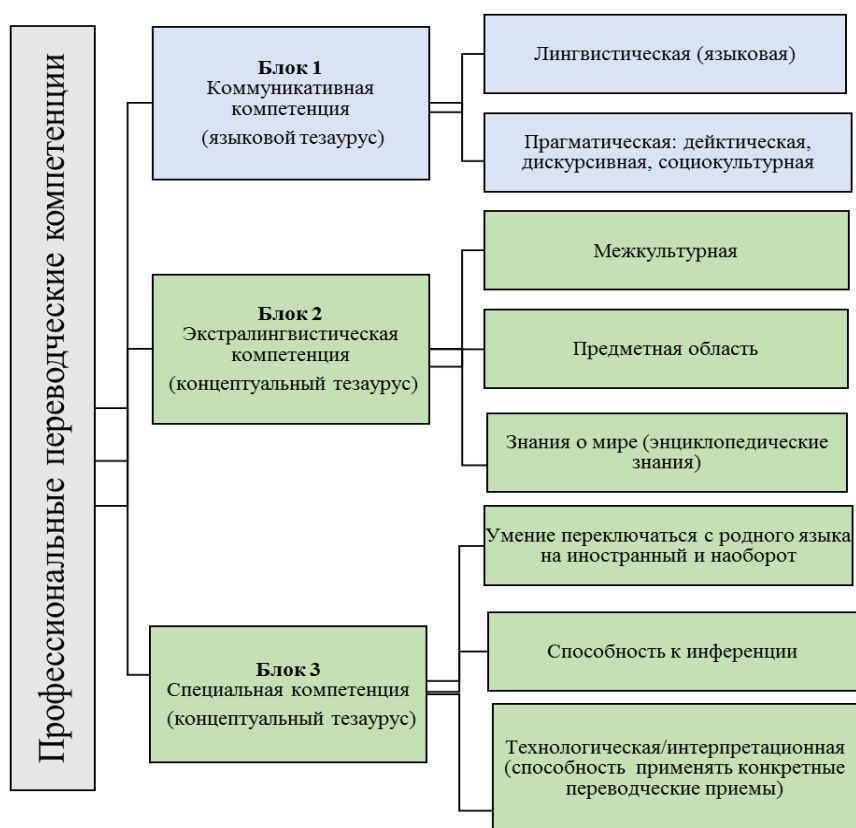 Профессиональные переводческие компетенции
Блок 1
Коммуникативная
компетенция
(языковой тезаурус)
Лингвистическая (языковая)
Прагматическая: дейктическая,
дискурсивная, социокультурная
Блок 2
Экстралингвистическая
компетенция
(концептуальный тезаурус)
Межкультурная
Предметная область
Знания о мире (энциклопедические
знания)
Блок 3
Специальная компетенция
(концептуальный тезаурус)
Умение переключаться с родного языка
на иностранный и наоборот
Способность к инференции
Технологическая/интерпретационная
(способность применять конкретные
переводческие приемы)